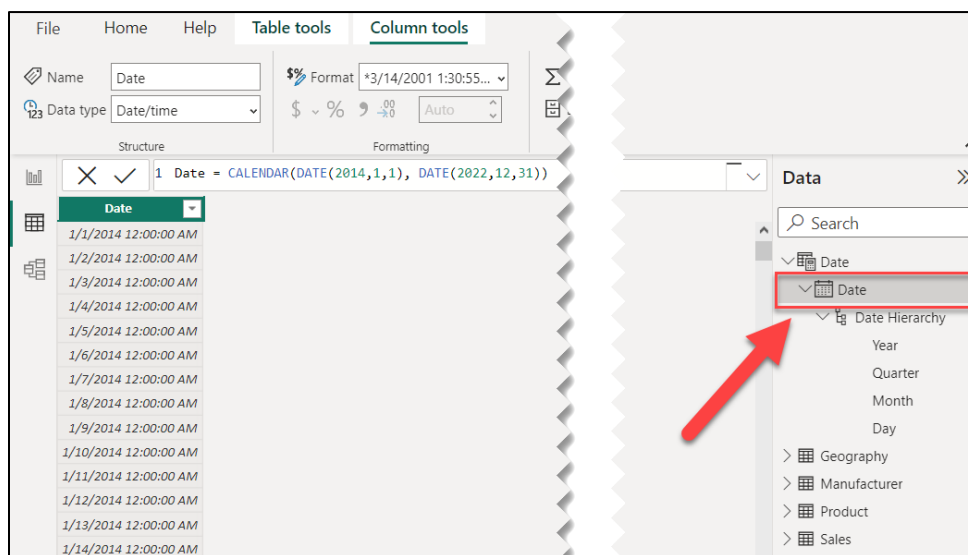 File Home Help Table tools Column tools
Name Date
$% Format *3/14/2001 1:30:55...
Data type Date/time
$ % 9 .00 →0 Auto
Structure Formatting
1 Date = CALENDAR(DATE(2014,1,1), DATE(2022,12,31))
Date
1/1/2014 12:00:00 AM
1/2/2014 12:00:00 AM
1/3/2014 12:00:00 AM
1/4/2014 12:00:00 AM
1/5/2014 12:00:00 AM
1/6/2014 12:00:00 AM
1/7/2014 12:00:00 AM
1/8/2014 12:00:00 AM
1/9/2014 12:00:00 AM
1/10/2014 12:00:00 AM
1/11/2014 12:00:00 AM
1/12/2014 12:00:00 AM
1/13/2014 12:00:00 AM
1/14/2014 12:00:00 AM
Data
Search
Date
Date
Date Hierarchy
Year
Quarter
Month
Day
Geography
Manufacturer
Product
Sales